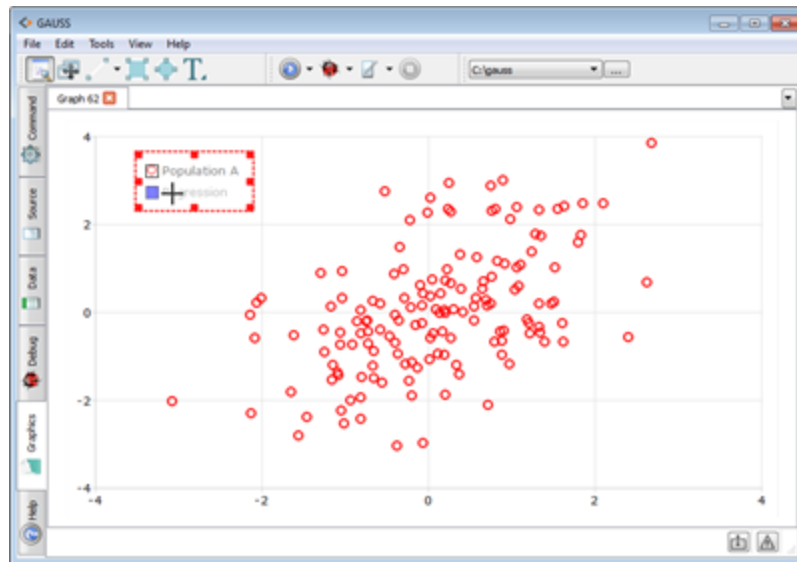 GAUSS
File Edit Tools View Help
T.
C:\gauss ...
Graph 62
Command
Source
Data
Debug
Graphics
Help
Population A
4
2
0
-2
-4
-4 -2 0 2 4